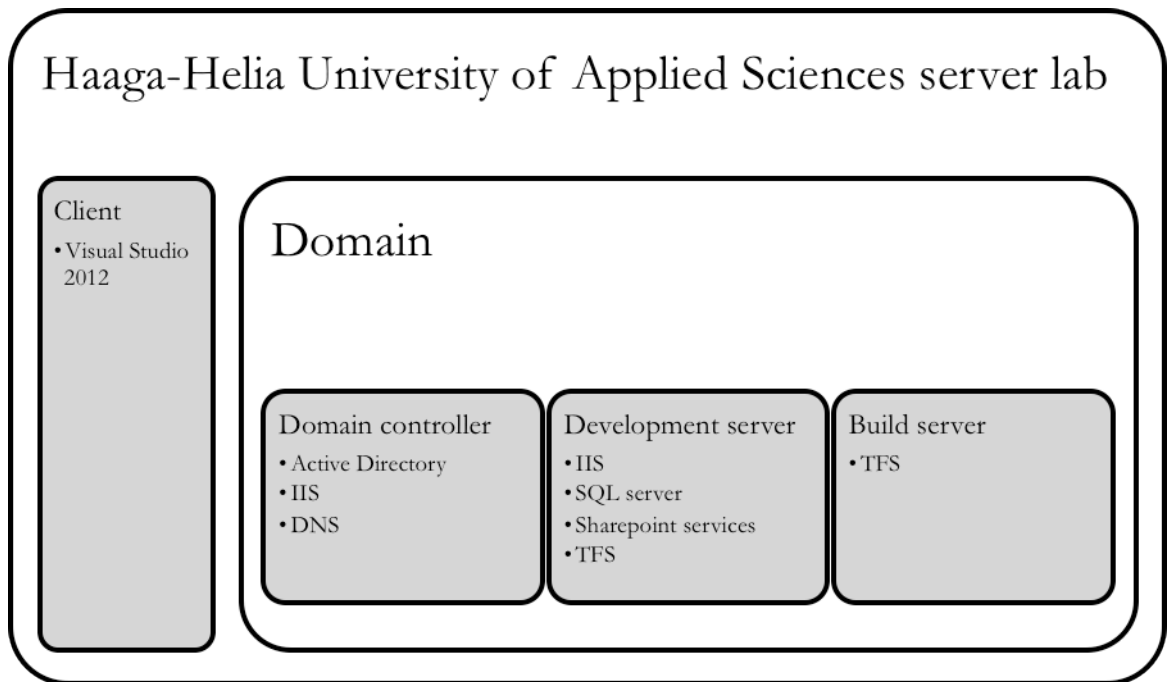 Haaga-Helia University of Applied Sciences server lab
Client
• Visual Studio
2012
Domain
Domain controller
• Active Directory
• IIS
• DNS
Development server
• IIS
• SQL server
• Sharepoint services
• TFS
Build server
• TFS